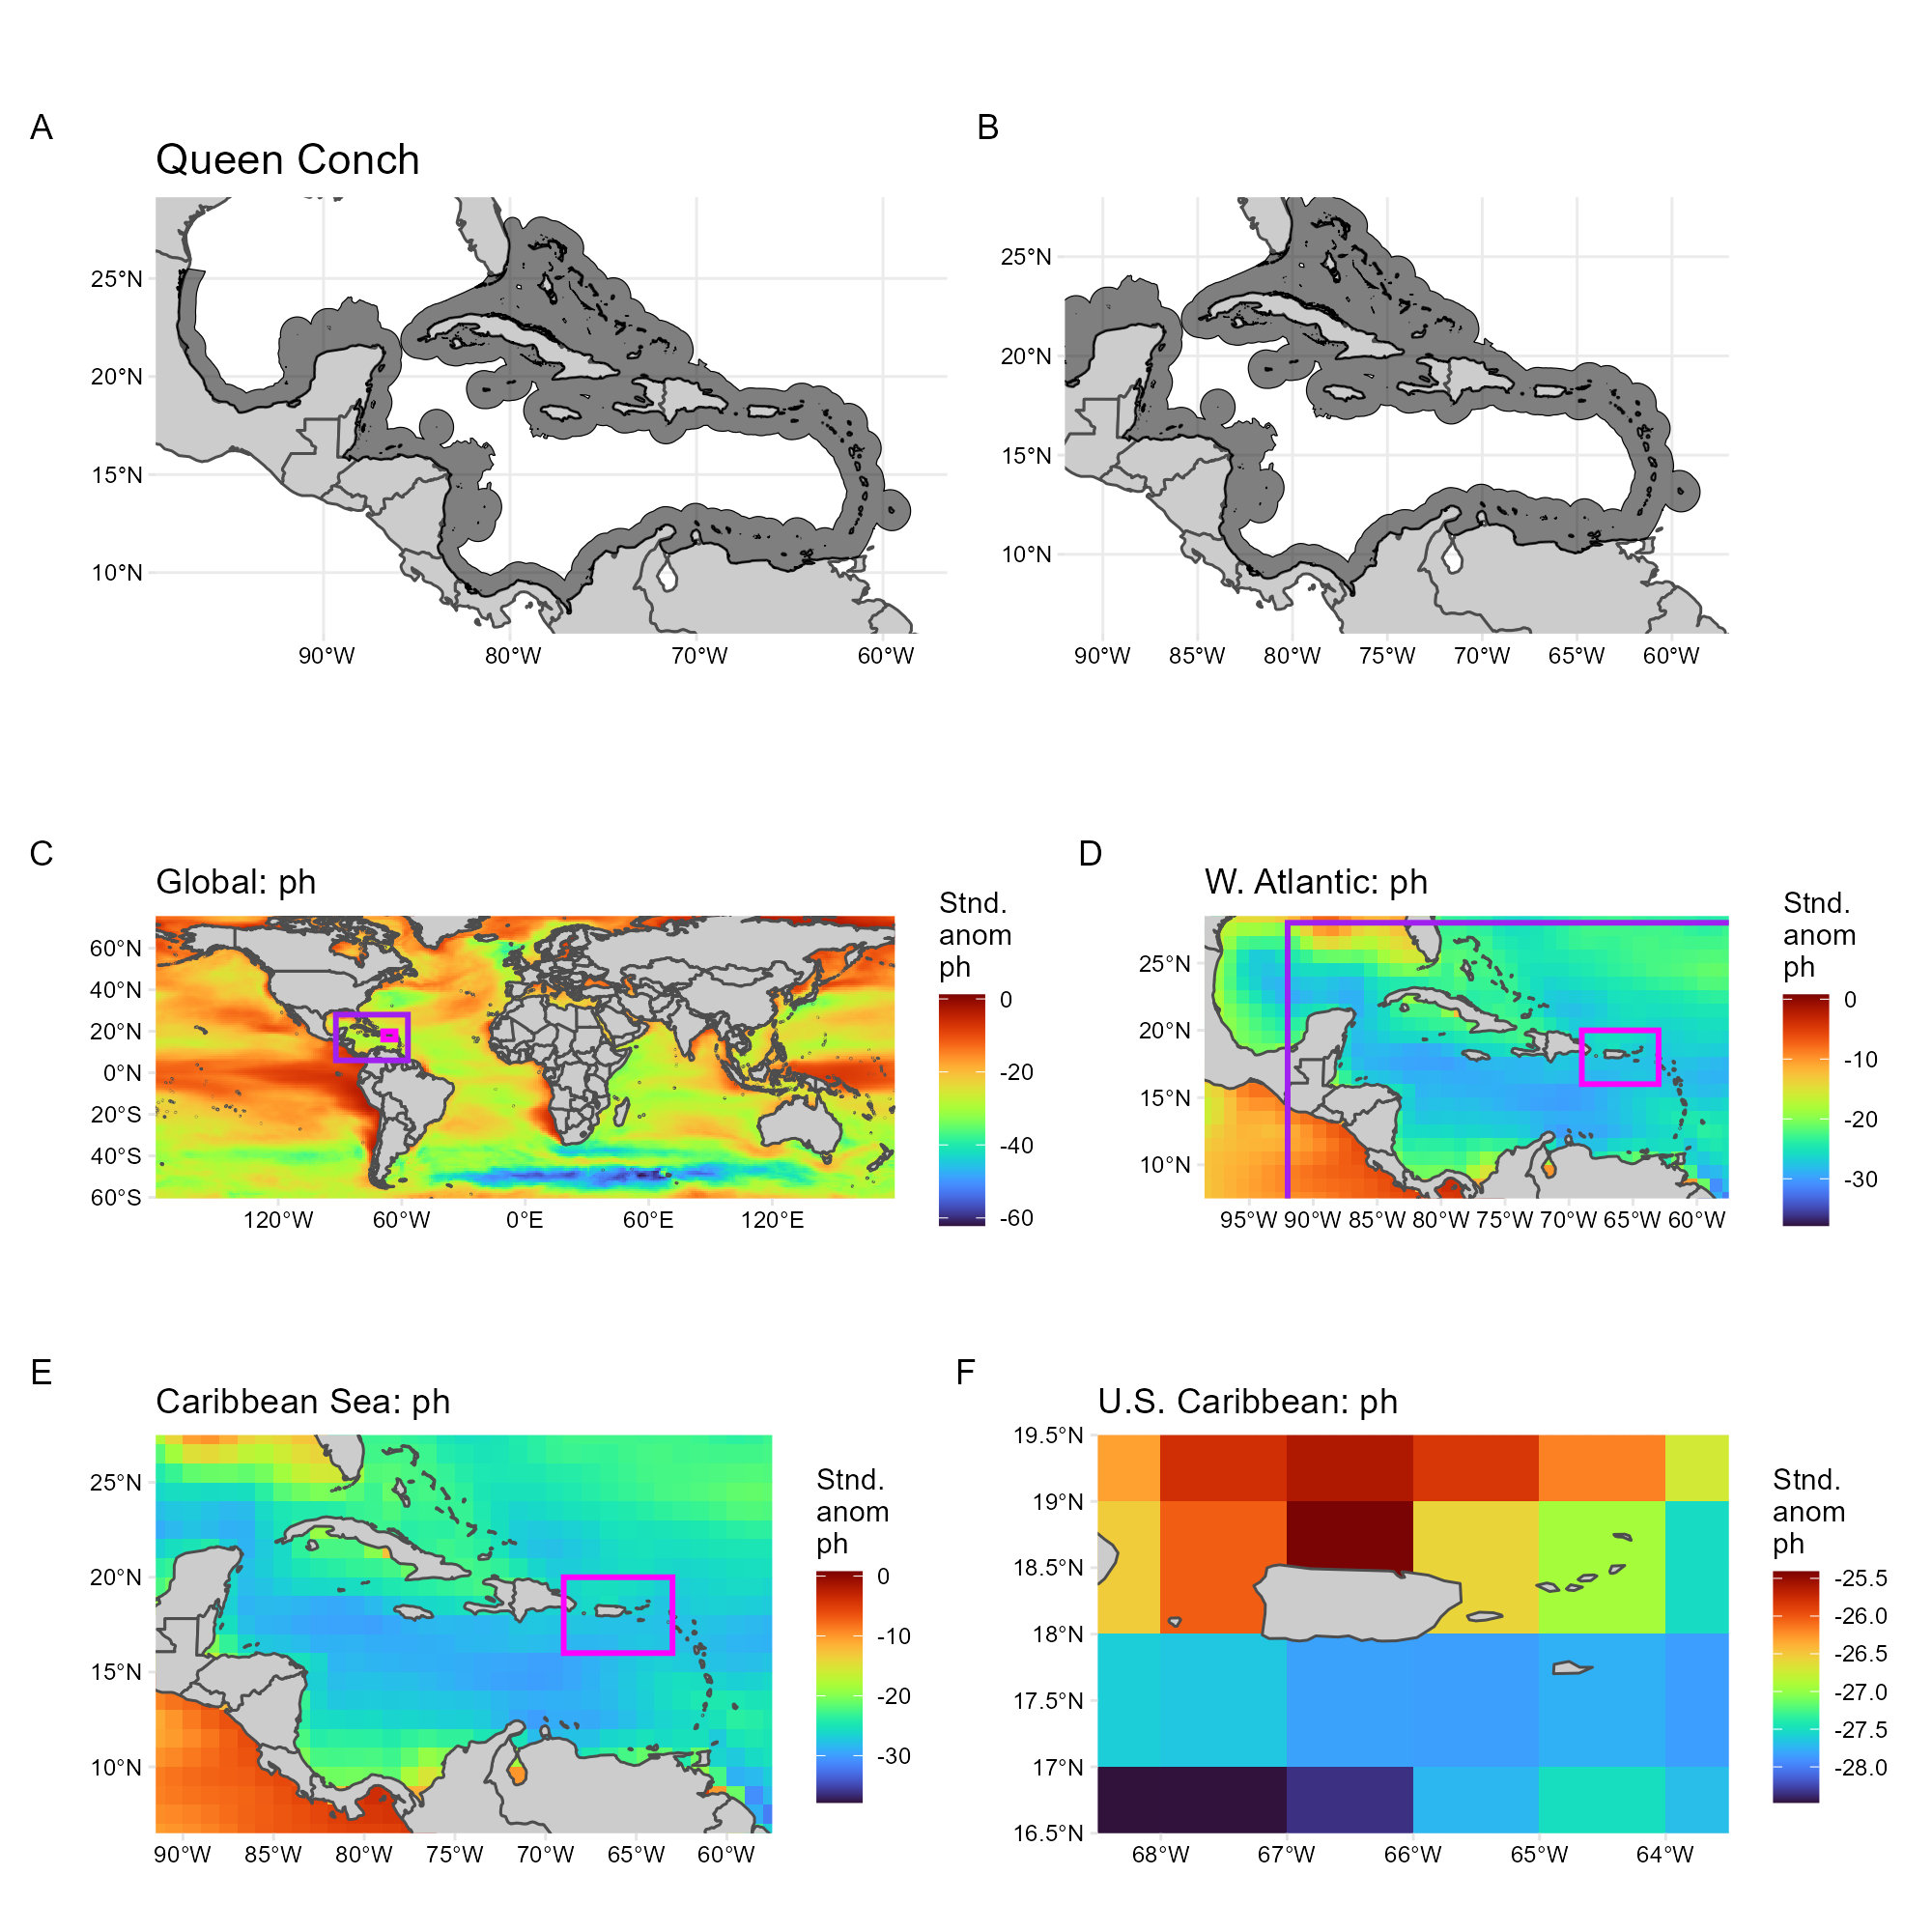 A
B
Queen Conch
25°N
20°N
15°N
10°N
90°W
80°W
70°W
60°W
25°N
20°N
15°N
10°N
90°W
85°W
80°W
75°W
70°W
65°W
60°W
C
D
Global: ph
60°N
40°N
20°N
0°N
20°S
40°S
60°S
120°W
60°W
0°E
60°E
120°E
Stnd.
anom
ph
0
-20
-40
-60
W. Atlantic: ph
25°N
20°N
15°N
10°N
95°W
90°W
85°W
80°W
75°W
70°W
65°W
60°W
Stnd.
anom
ph
0
-10
-20
-30
E
F
Caribbean Sea: ph
25°N
20°N
15°N
10°N
90°W
85°W
80°W
75°W
70°W
65°W
60°W
Stnd.
anom
ph
0
-10
-20
-30
U.S. Caribbean: ph
19.5°N
19°N
18.5°N
18°N
17.5°N
17°N
16.5°N
68°W
67°W
66°W
65°W
64°W
Stnd.
anom
ph
-25.5
-26.0
-26.5
-27.0
-27.5
-28.0